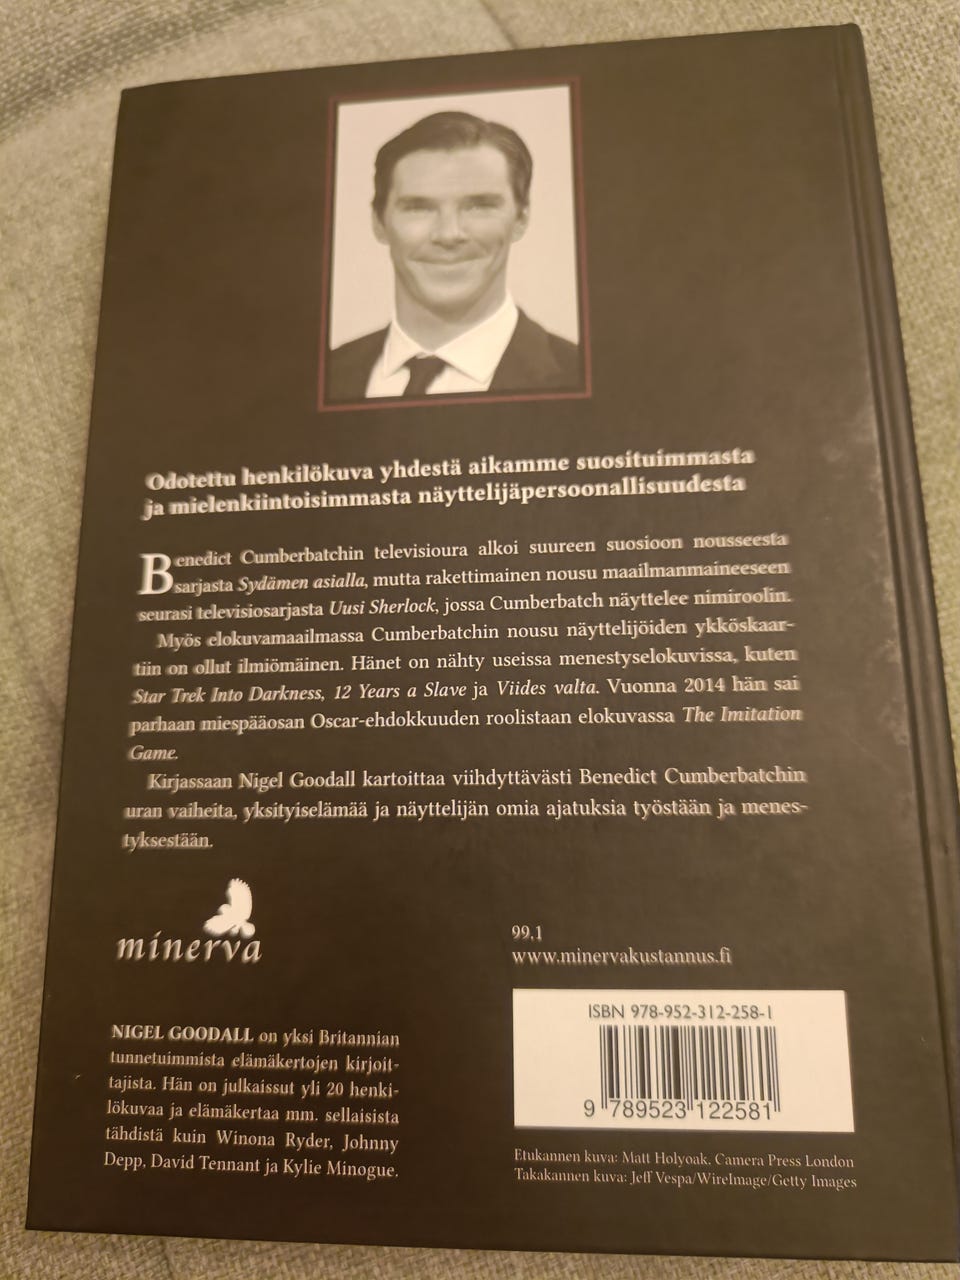 Odotettu henkilökuva yhdestä aikamme suosituimmasta
ja mielenkiintoisimmasta näyttelijäpersoonallisuudesta
Benedict Cumberbatchin televisioura alkoi suureen suosioon nousseesta
sarjasta Sydämen asialla, mutta rakettimainen nousu maailmanmaineeseen
seurasi televisiosarjasta Uusi Sherlock, jossa Cumberbatch näyttelee nimiroolin.
Myös elokuvamaailmassa Cumberbatchin nousu näyttelijöiden ykköskaar-
tiin on ollut ilmiömäinen. Hänet on nähty useissa menestyselokuvissa, kuten
Star Trek Into Darkness, 12 Years a Slave ja Viides valta. Vuonna 2014 hän sai
parhaan miespääosan Oscar-ehdokkuuden roolistaan elokuvassa The Imitation
Game.
Kirjassaan Nigel Goodall kartoittaa viihdyttävästi Benedict Cumberbatchin
uran vaiheita, yksityiselämää ja näyttelijän omia ajatuksia työstään ja menes-
tyksestään.
minerva
99.1
www.minervakustannus.fi
NIGEL GOODALL on yksi Britannian
tunnetuimmista elämäkertojen kirjoit-
tajista. Hän on julkaissut yli 20 henki-
lökuvaa ja elämäkertaa mm. sellaisista
tähdistä kuin Winona Ryder, Johnny
Depp, David Tennant ja Kylie Minogue.
ISBN 978-952-312-258-1
9 789523 122581
Etukannen kuva: Matt Holyoak, Camera Press London
Takakannen kuva: Jeff Vespa/WireImage/Getty Images